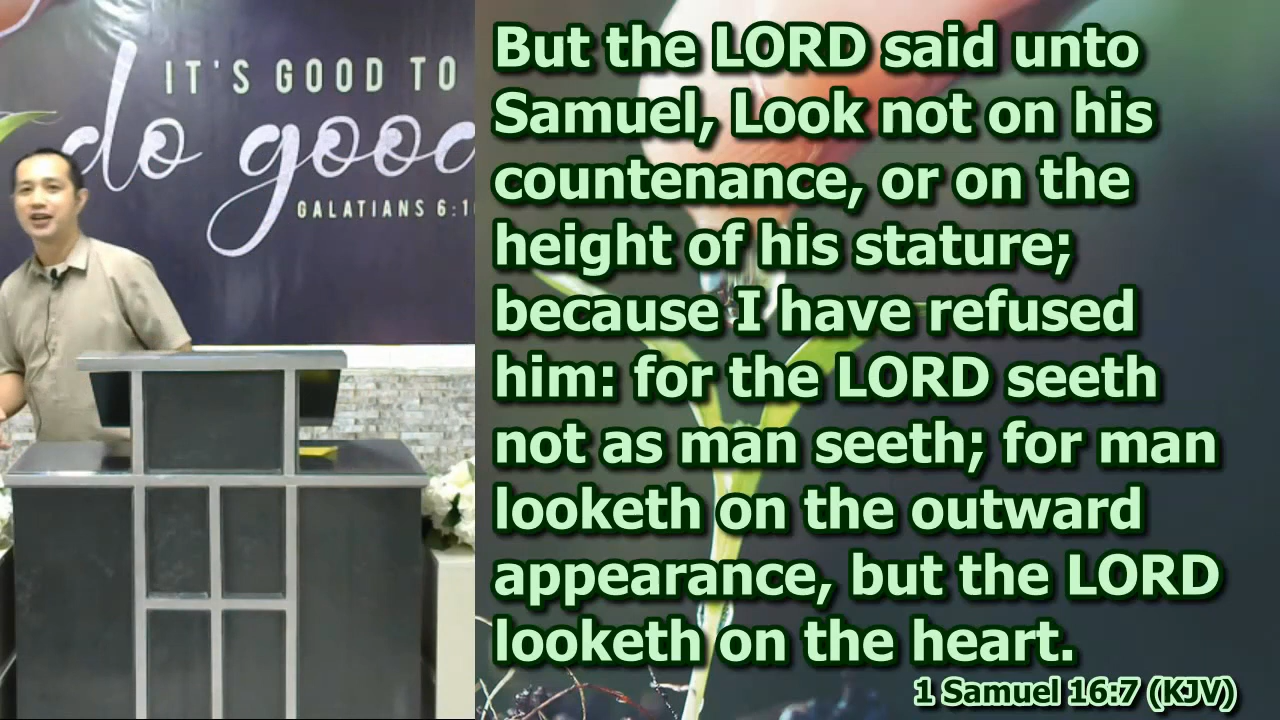 IT'S GOOD TO
do good
GALATIANS 6:1
But the LORD said unto
Samuel, Look not on his
countenance, or on the
height of his stature;
because I have refused
him: for the LORD seeth
not as man seeth; for man
looketh on the outward
appearance, but the LORD
looketh on the heart.
1 Samuel 16:7 (KJV)